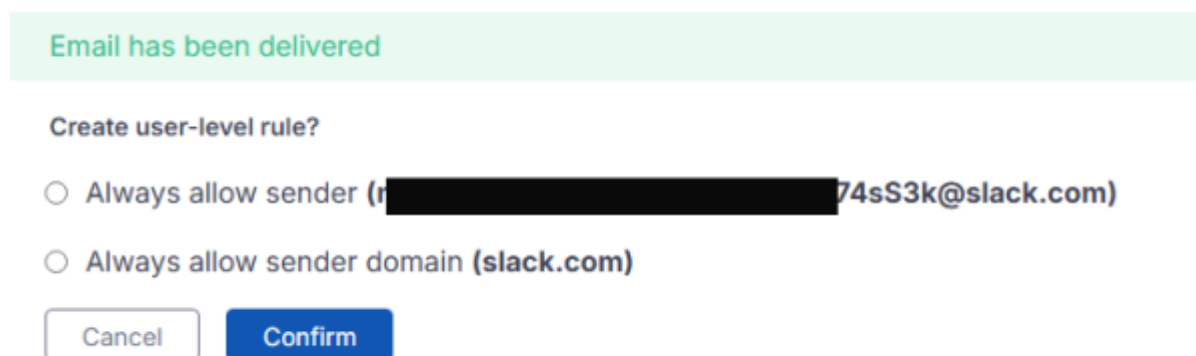 Email has been delivered
Create user-level rule?
Always allow sender (r 74sS3k@slack.com)
Always allow sender domain (slack.com)
Cancel Confirm